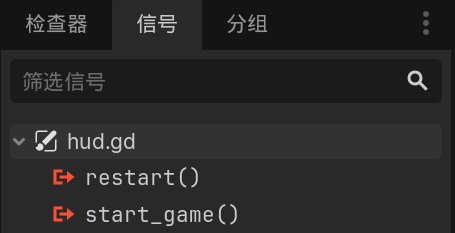 检查器 信号 分组
筛选信号
hud.gd
restart()
start_game()